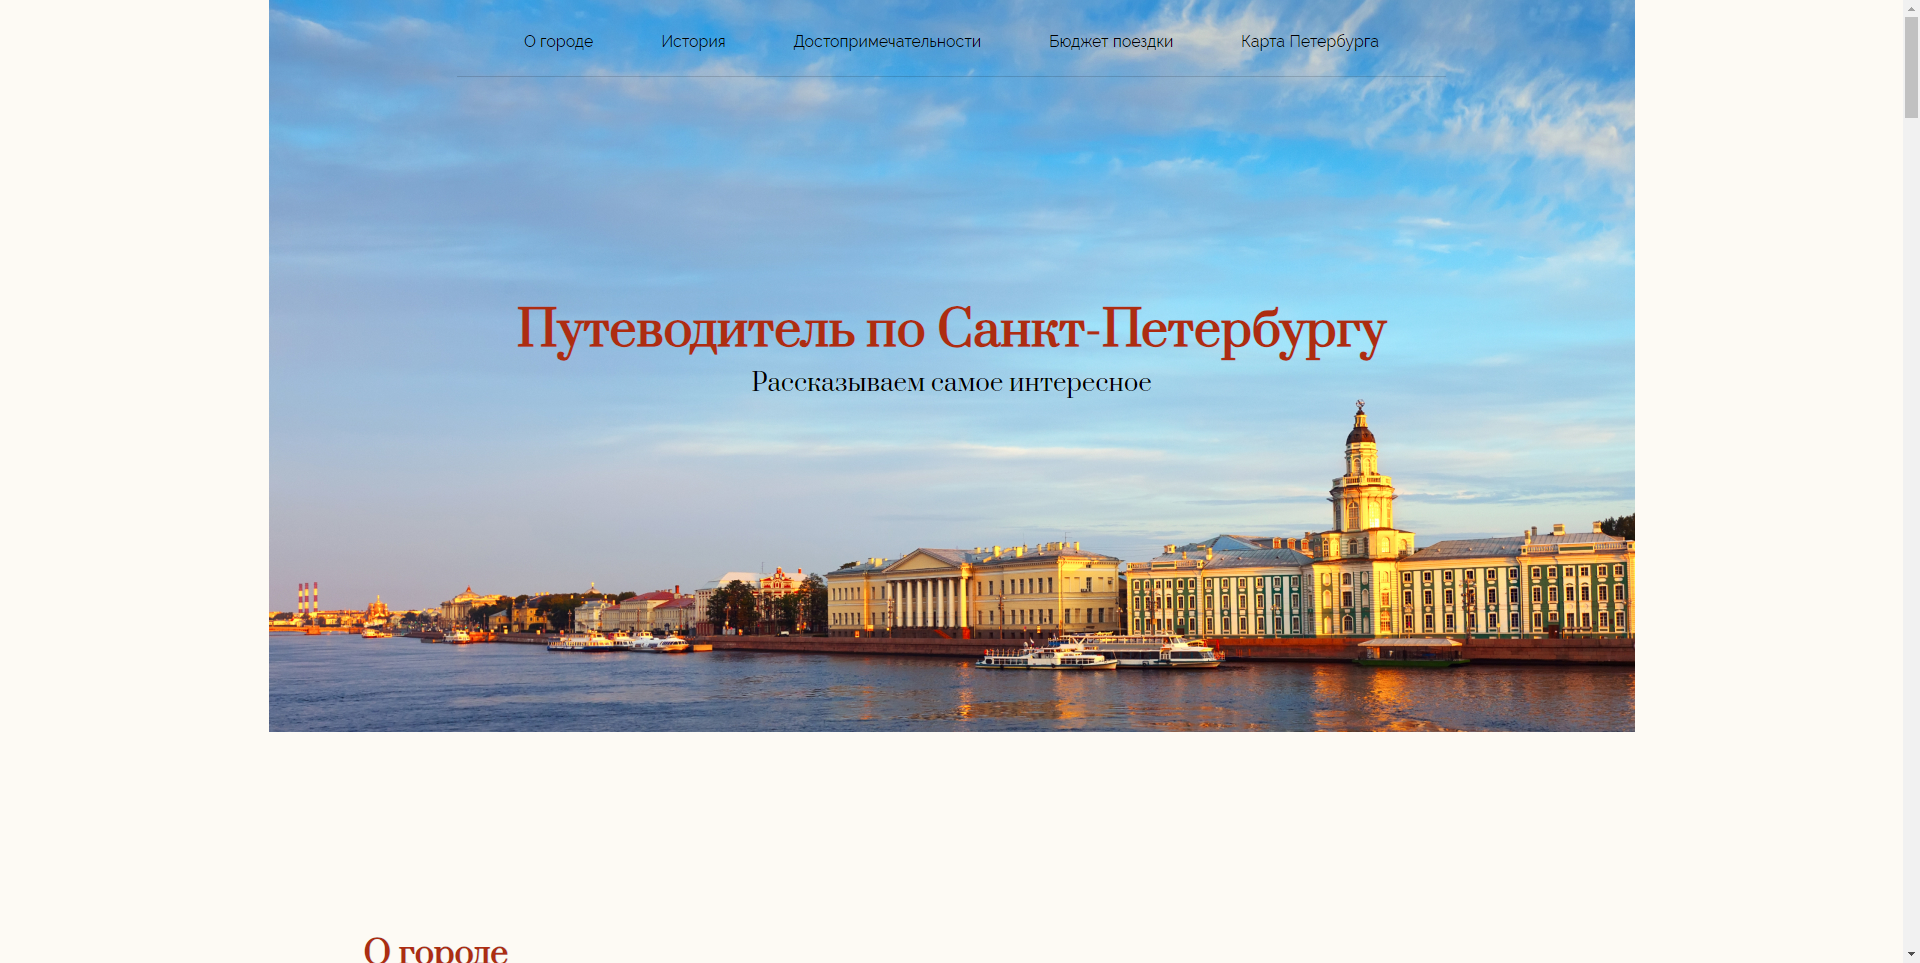 О городе История Достопримечательности Бюджет поездки Карта Петербурга
Путеводитель по Санкт-Петербургу
Рассказываем самое интересное
О городе